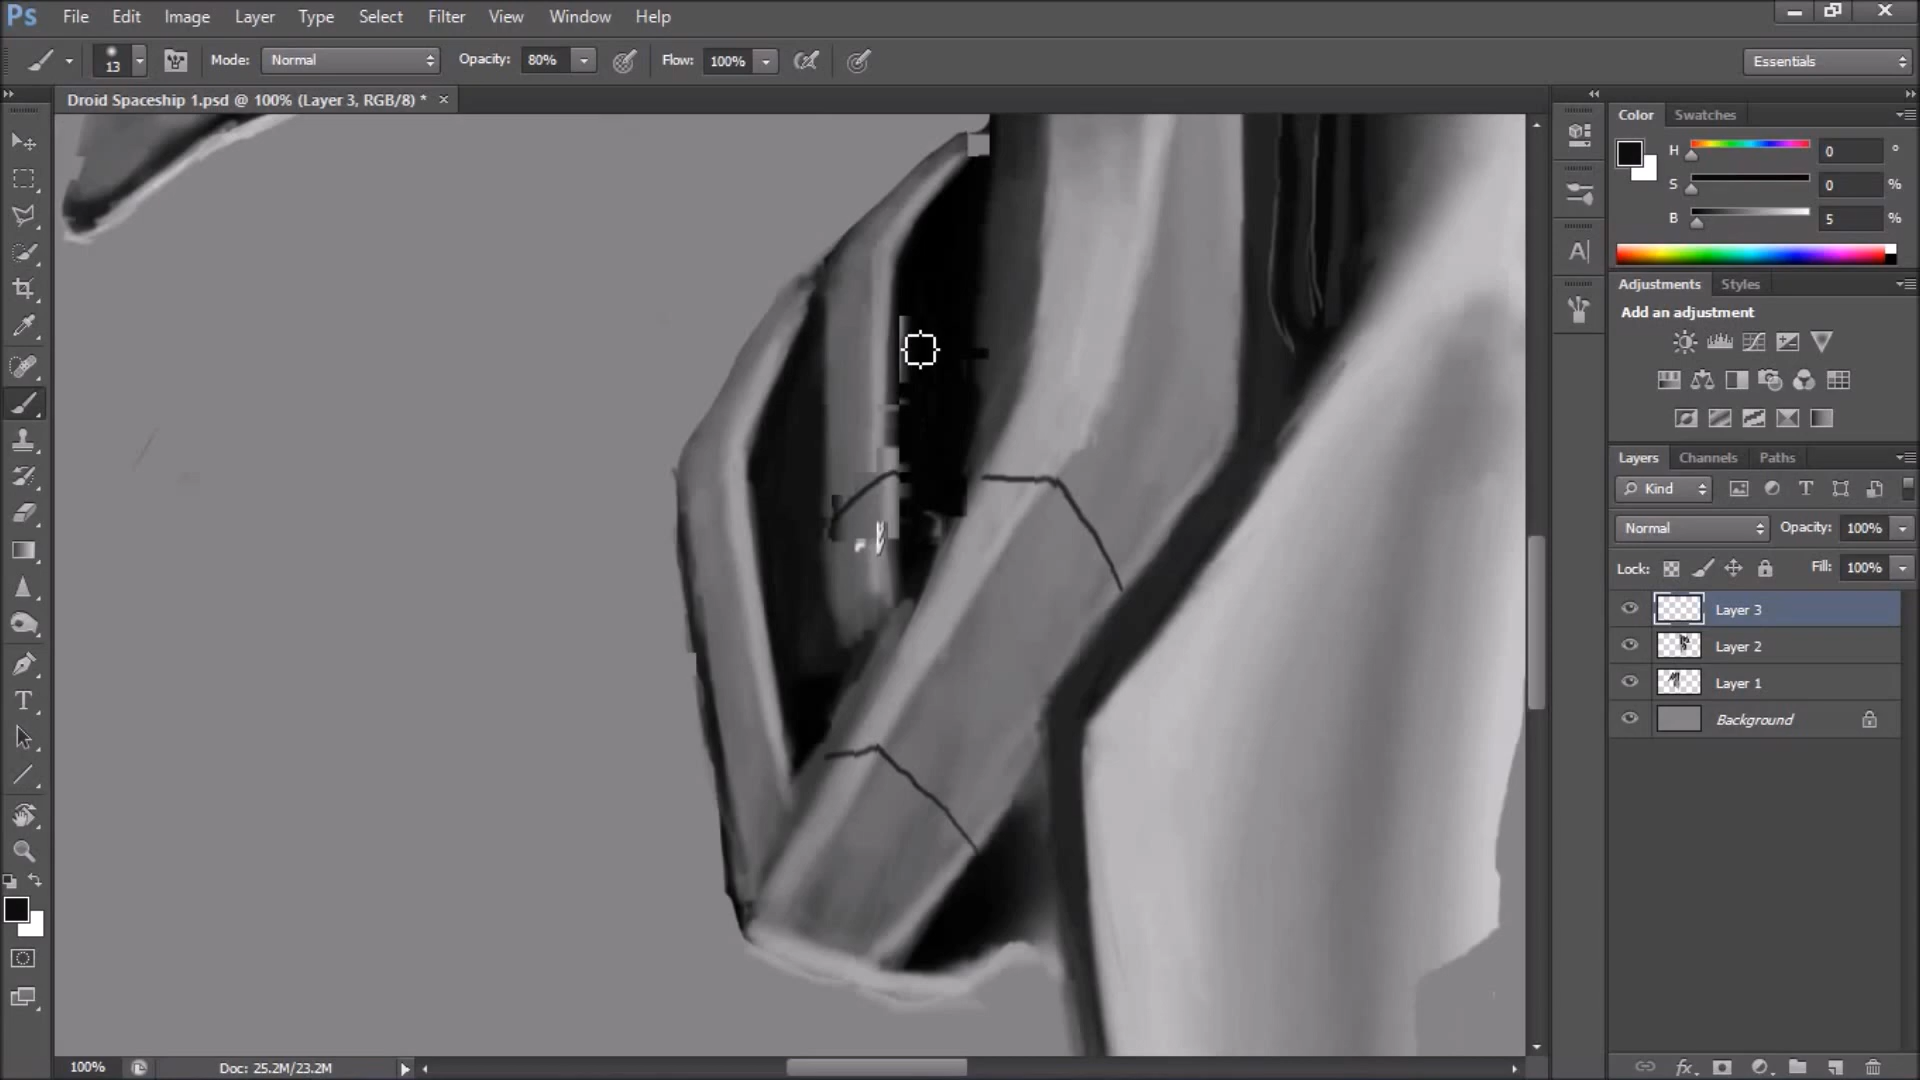 Ps File Edit Image Layer Type Select Filter View Window Help
13 Mode: Normal Opacity: 80% Flow: 100% Essentials
Droid Spaceship 1.psd @ 100% (Layer 3, RGB/8) * ×
Color Swatches
H 0 °
S 0 %
B 5 %
Adjustments Styles
Add an adjustment
Layers Channels Paths
Kind
Normal Opacity: 100%
Lock: Fill: 100%
Layer 3
Layer 2
Layer 1
Background
100% Doc: 25.2M/23.2M